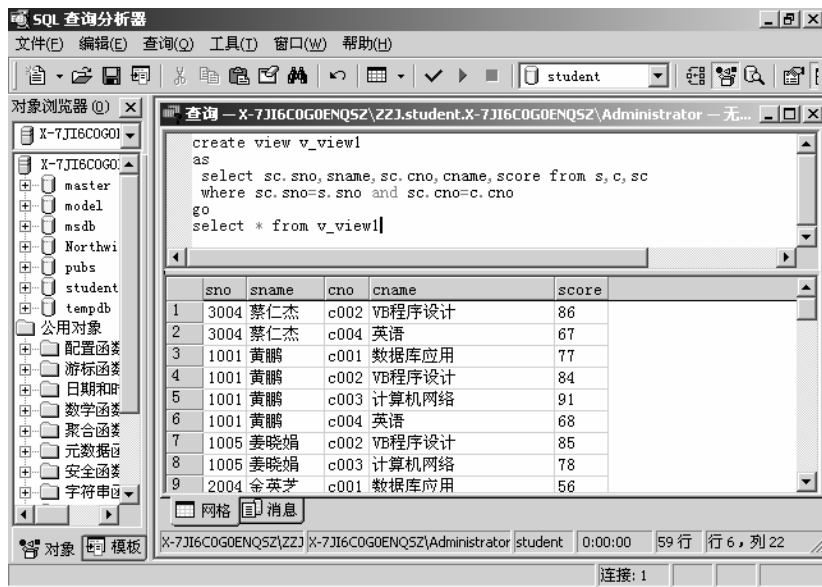 SQL 查询分析器
文件(F) 编辑(E) 查询(Q) 工具(T) 窗口(W) 帮助(H)
student
对象浏览器(O)
X-7JI6C0G0I
X-7JI6C0G0
master
model
msdb
Northwi
pubs
student
tempdb
公用对象
配置函数
游标函数
日期和时
数学函数
聚合函数
元数据函
安全函数
字符串函
对象 模板
查询 — X-7JI6C0G0ENQSZ\ZZJ.student.X-7JI6C0G0ENQSZ\Administrator — 无...
create view v_view1
as
select sc.sno,sname,sc.cno,cname,score from s,c,sc
where sc.sno=s.sno and sc.cno=c.cno
go
select * from v_view1
sno sname cno cname score
1 3004 蔡仁杰 c002 VB程序设计 86
2 3004 蔡仁杰 c004 英语 67
3 1001 黄鹏 c001 数据库应用 77
4 1001 黄鹏 c002 VB程序设计 84
5 1001 黄鹏 c003 计算机网络 91
6 1001 黄鹏 c004 英语 68
7 1005 姜晓娟 c002 VB程序设计 85
8 1005 姜晓娟 c003 计算机网络 78
9 2004 金英芝 c001 数据库应用 56
网格 消息
X-7JI6C0G0ENQSZ\ZZJ X-7JI6C0G0ENQSZ\Administrator student 0:00:00 59 行 行 6，列 22
连接: 1